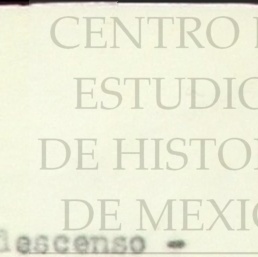 CENTRO
ESTUDIO
DE HISTO
DE MEXIC
descenso -